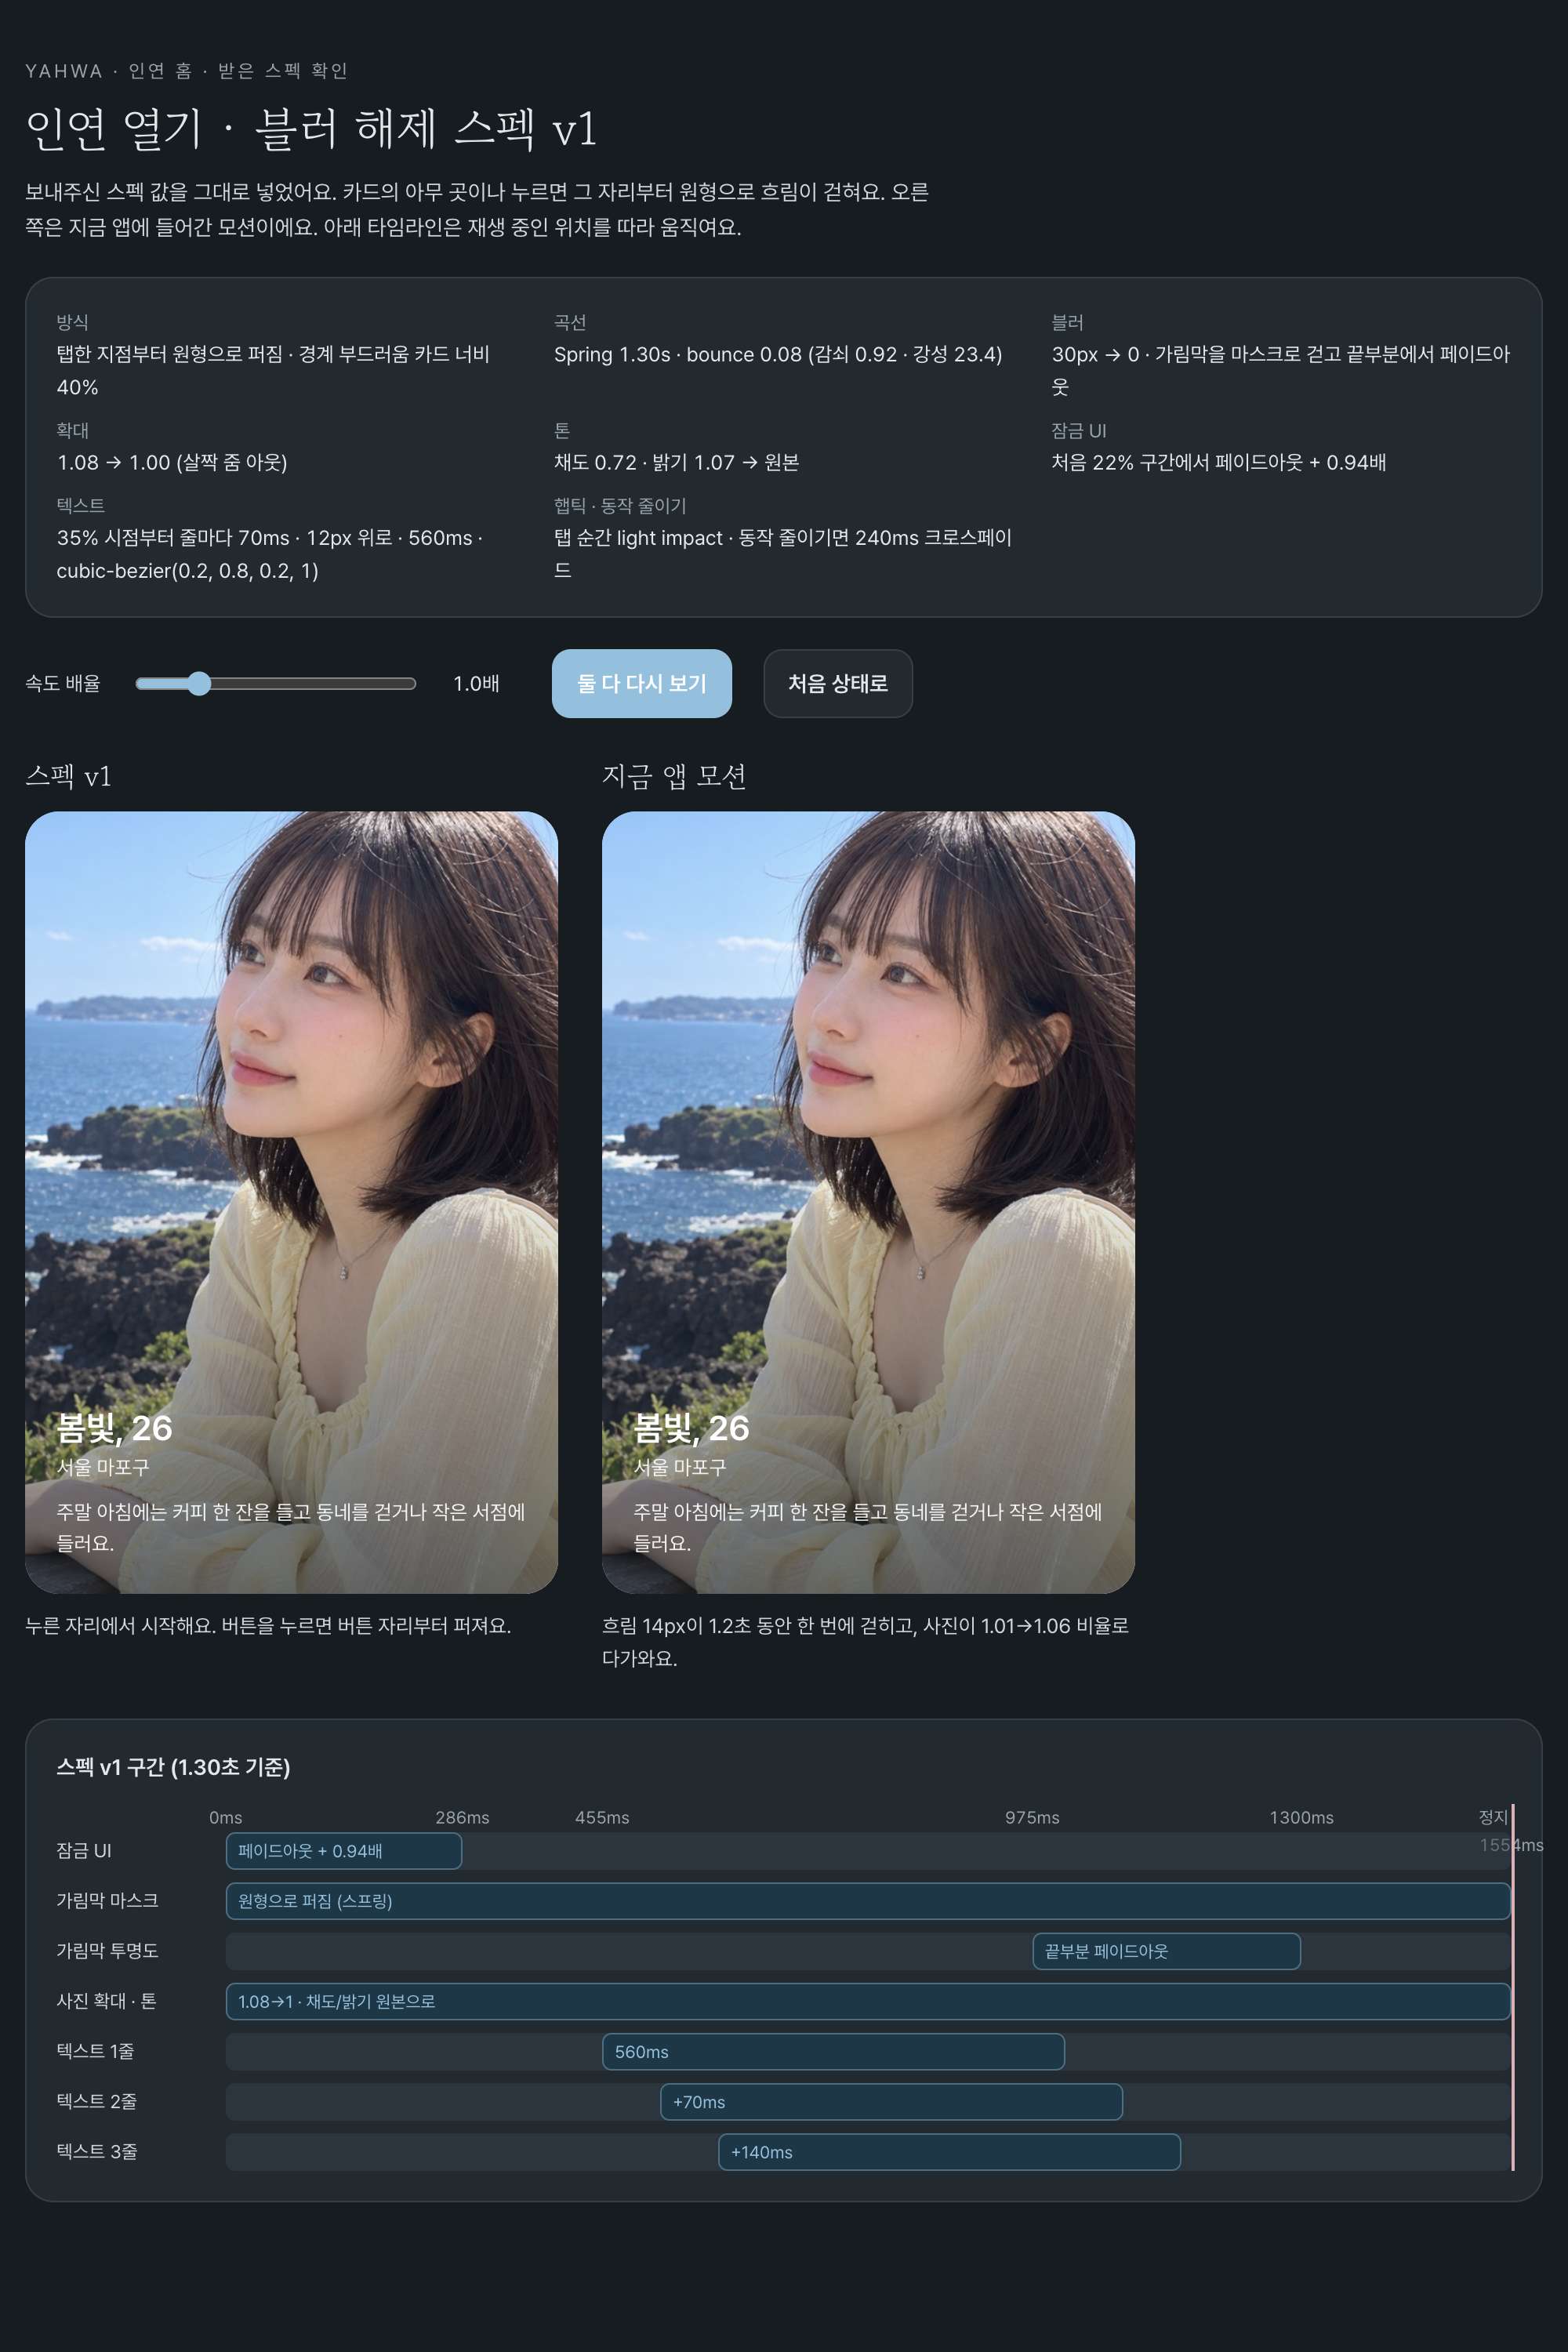 YAHWA · 인연 홈 · 받은 스펙 확인
인연 열기 · 블러 해제 스펙 v1
보내주신 스펙 값을 그대로 넣었어요. 카드의 아무 곳이나 누르면 그 자리부터 원형으로 흐림이 걷혀요. 오른
쪽은 지금 앱에 들어간 모션이에요. 아래 타임라인은 재생 중인 위치를 따라 움직여요.
방식
탭한 지점부터 원형으로 퍼짐 · 경계 부드러움 카드 너비
40%
곡선
Spring 1.30s · bounce 0.08 (감쇠 0.92 · 강성 23.4)
블러
30px → 0 · 가림막을 마스크로 걷고 끝부분에서 페이드아
웃
확대
1.08 → 1.00 (살짝 줌 아웃)
톤
채도 0.72 · 밝기 1.07 → 원본
잠금 UI
처음 22% 구간에서 페이드아웃 + 0.94배
텍스트
35% 시점부터 줄마다 70ms · 12px 위로 · 560ms ·
cubic-bezier(0.2, 0.8, 0.2, 1)
햅틱 · 동작 줄이기
탭 순간 light impact · 동작 줄이기면 240ms 크로스페이
드
속도 배율
1.0배
둘 다 다시 보기
처음 상태로
스펙 v1
봄빛, 26
서울 마포구
주말 아침에는 커피 한 잔을 들고 동네를 걷거나 작은 서점에
들러요.
누른 자리에서 시작해요. 버튼을 누르면 버튼 자리부터 퍼져요.
지금 앱 모션
봄빛, 26
서울 마포구
주말 아침에는 커피 한 잔을 들고 동네를 걷거나 작은 서점에
들러요.
흐림 14px이 1.2초 동안 한 번에 걷히고, 사진이 1.01→1.06 비율로
다가와요.
스펙 v1 구간 (1.30초 기준)
0ms
286ms
455ms
975ms
1300ms
정지
1554ms
잠금 UI
페이드아웃 + 0.94배
가림막 마스크
원형으로 퍼짐 (스프링)
가림막 투명도
끝부분 페이드아웃
사진 확대 · 톤
1.08→1 · 채도/밝기 원본으로
텍스트 1줄
560ms
텍스트 2줄
+70ms
텍스트 3줄
+140ms